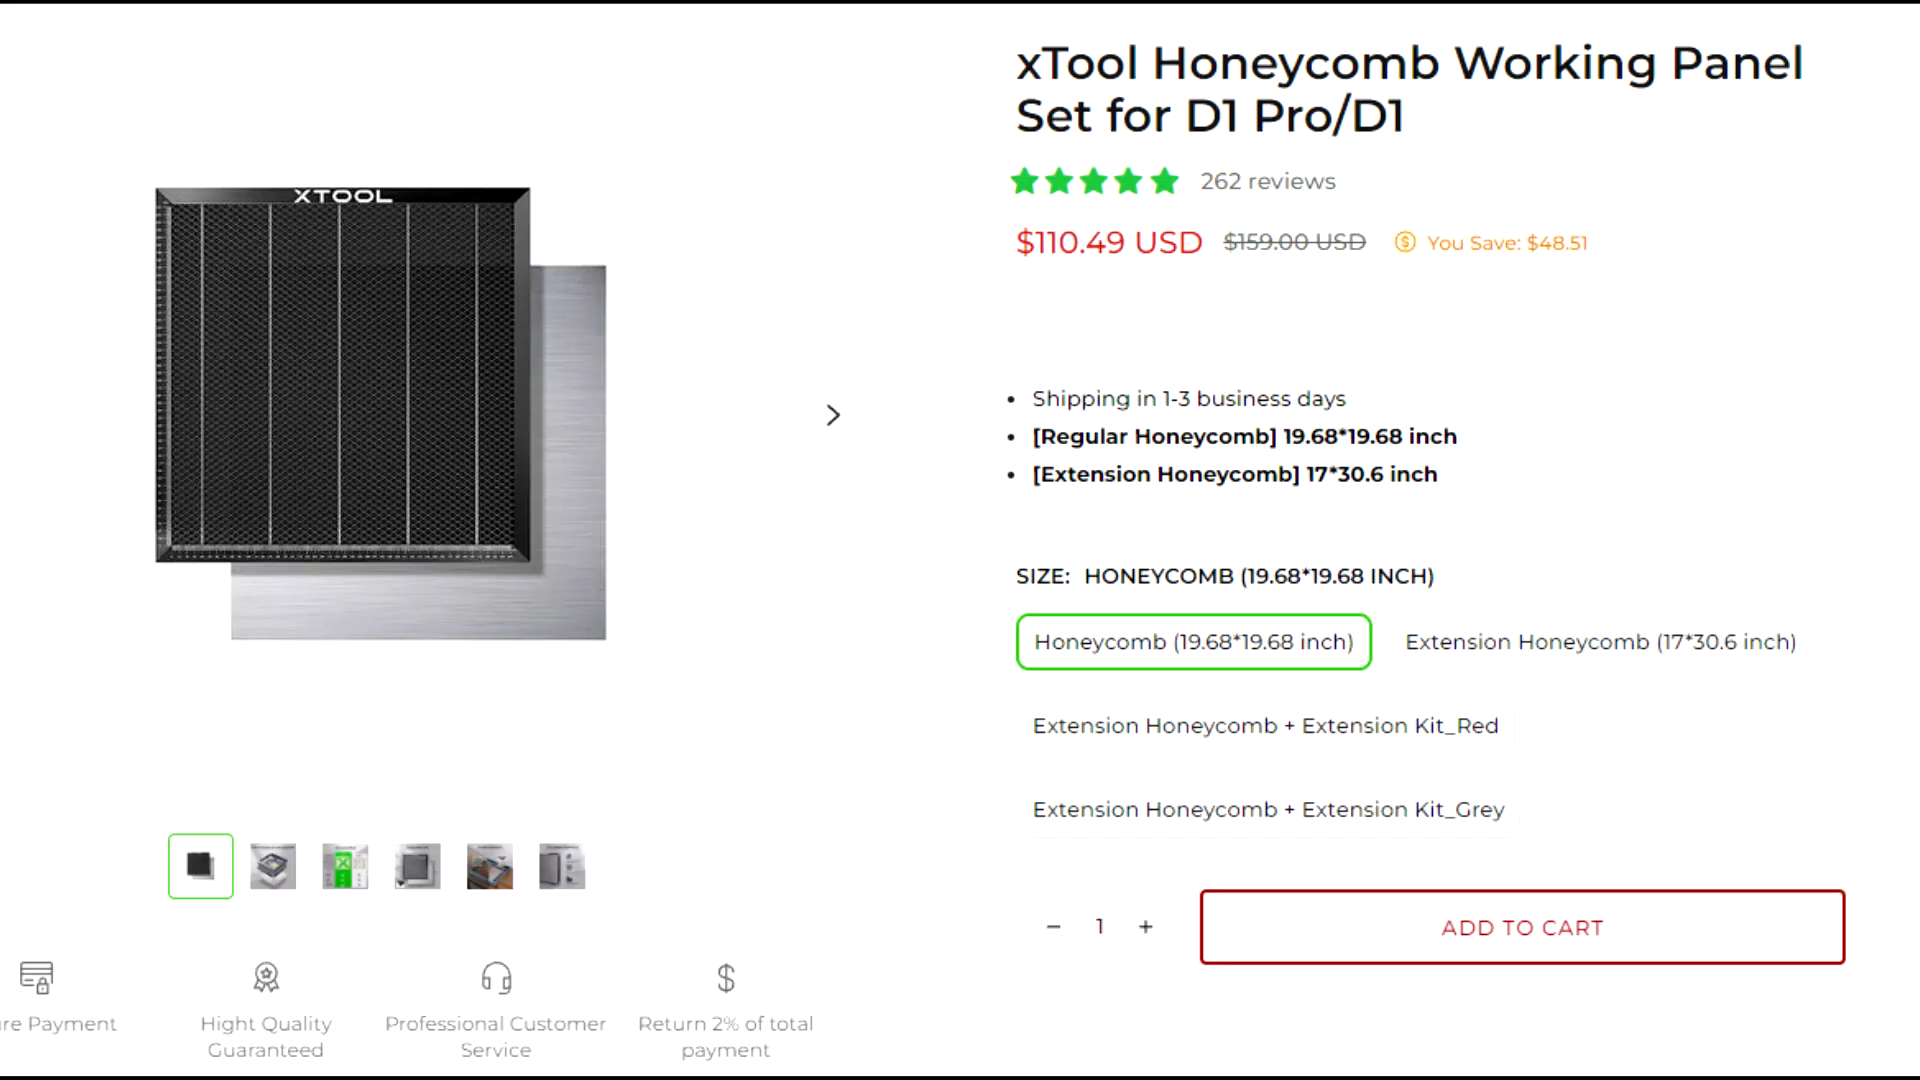 xTool Honeycomb Working Panel
Set for D1 Pro/D1
262 reviews
$110.49 USD $159.00 USD You Save: $48.51
XTOOL
Shipping in 1-3 business days
[Regular Honeycomb] 19.68*19.68 inch
[Extension Honeycomb] 17*30.6 inch
SIZE: HONEYCOMB (19.68*19.68 INCH)
Honeycomb (19.68*19.68 inch) Extension Honeycomb (17*30.6 inch)
Extension Honeycomb + Extension Kit_Red
Extension Honeycomb + Extension Kit_Grey
1
ADD TO CART
Payment
Hight Quality
Guaranteed
Professional Customer
Service
Return 2% of total
payment